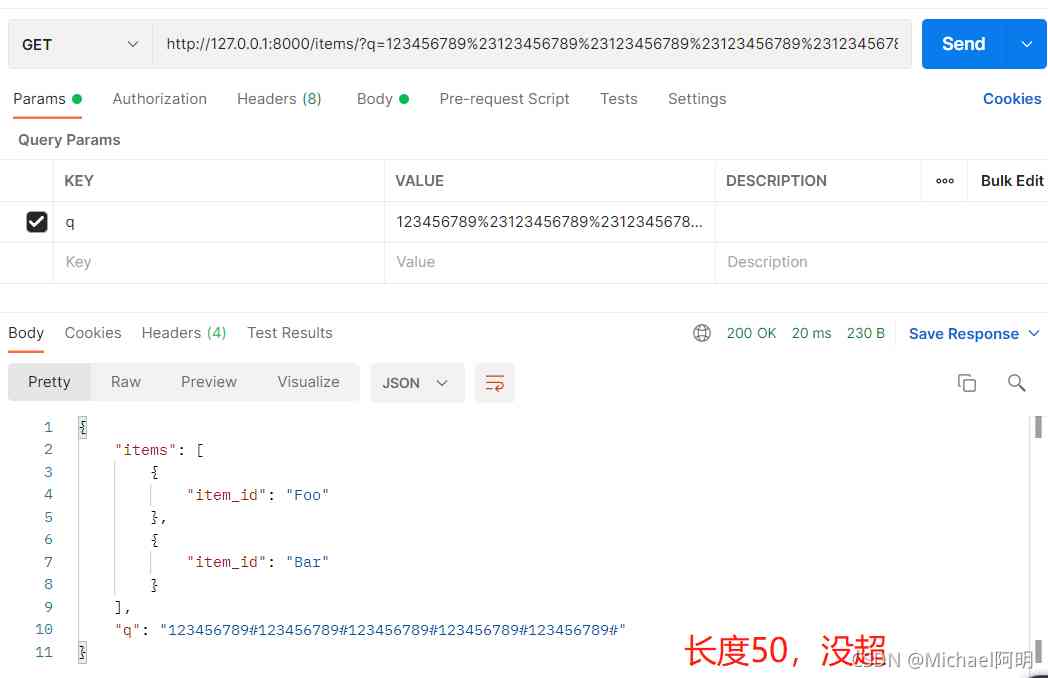 GET http://127.0.0.1:8000/items/?q=123456789%23123456789%23123456789%23123456789%2312345678 Send
Params Authorization Headers (8) Body Pre-request Script Tests Settings Cookies
Query Params
KEY VALUE DESCRIPTION ooo Bulk Edit
q 123456789%23123456789%2312345678...
Key Value Description
Body Cookies Headers (4) Test Results 200 OK 20 ms 230 B Save Response
Pretty Raw Preview Visualize JSON
1 {
2 "items": [
3 {
4 "item_id": "Foo"
5 },
6 {
7 "item_id": "Bar"
8 }
9 ],
10 "q": "123456789#123456789#123456789#123456789#123456789#"
11 }
长度50，没超
CSDN @Michael阿明